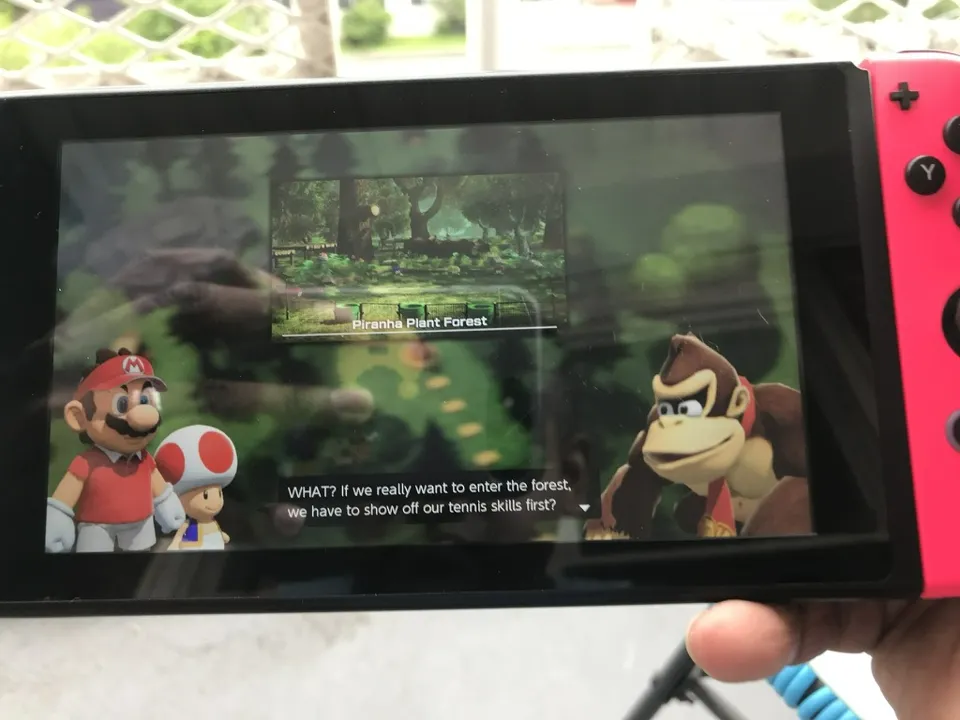 Piranha Plant Forest
M
WHAT? If we really want to enter the forest,
we have to show off our tennis skills first?
+
Y